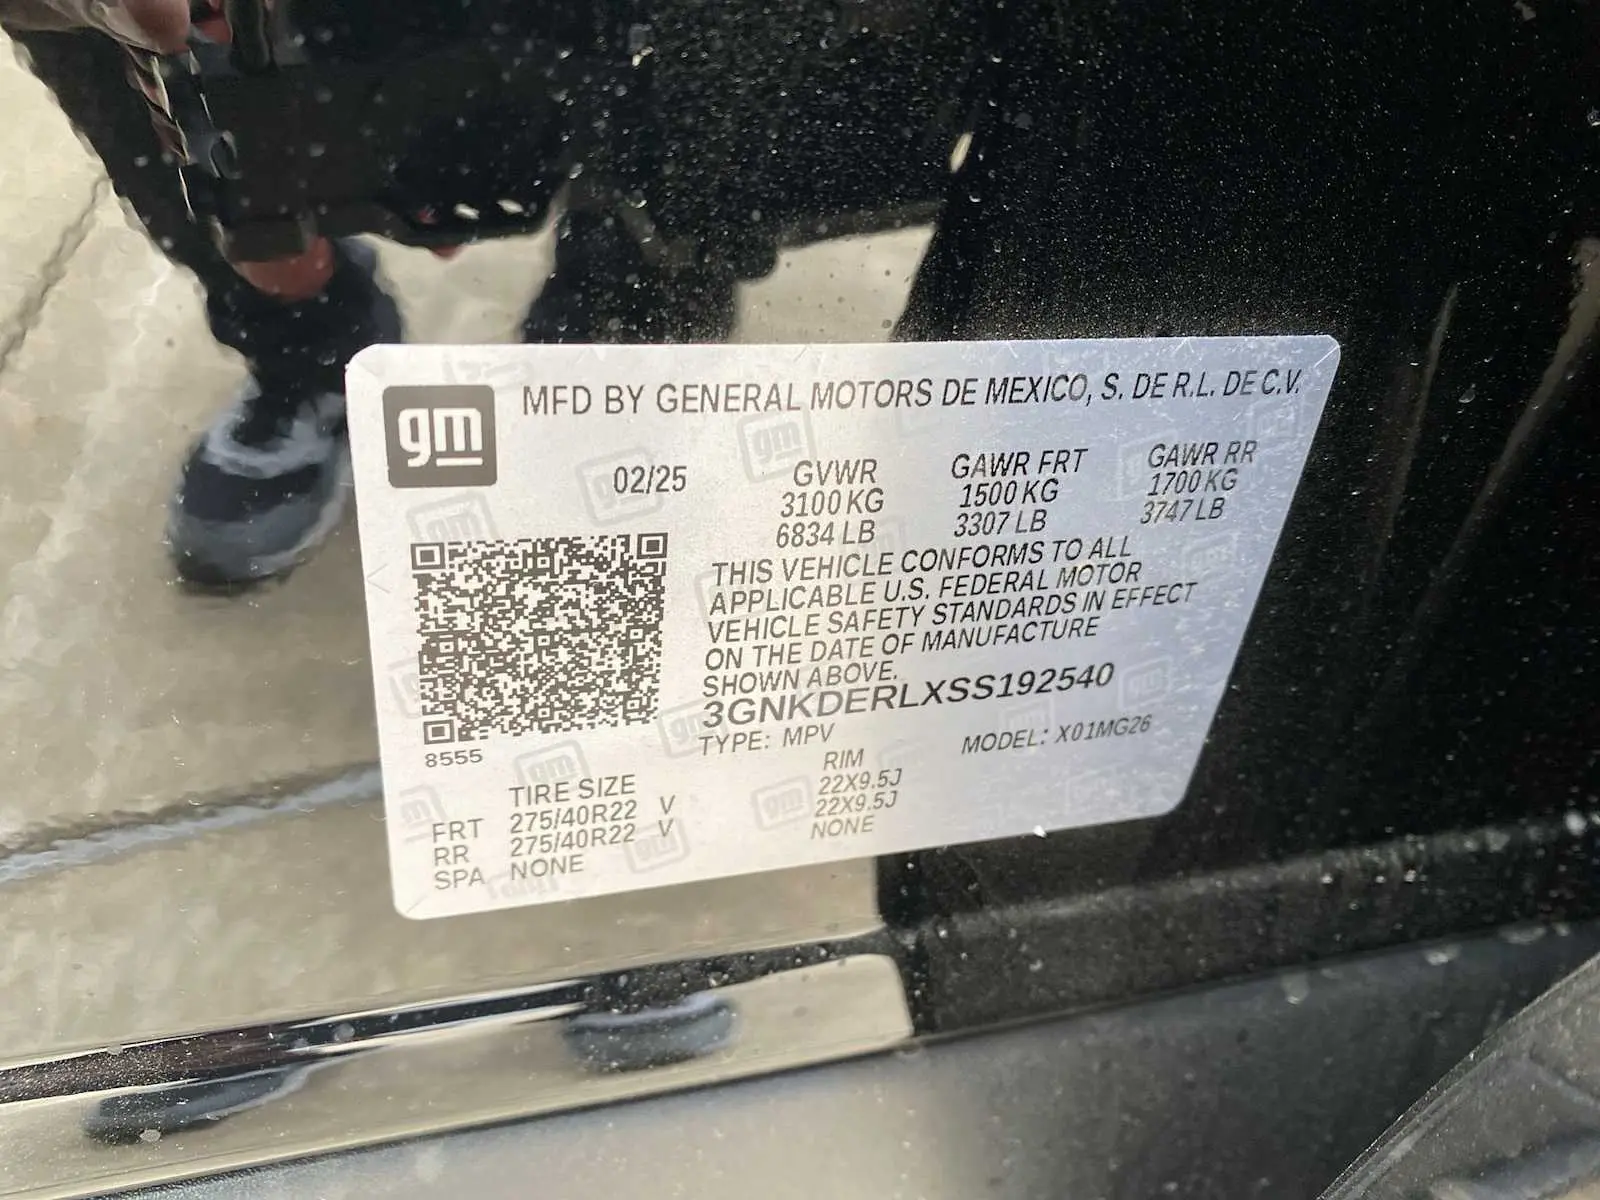 gm
MFD BY GENERAL MOTORS DE MEXICO, S. DE R.L. DE C.V.
02/25
GVWR GAWR FRT GAWR RR
3100 KG 1500 KG 1700 KG
6834 LB 3307 LB 3747 LB
THIS VEHICLE CONFORMS TO ALL
APPLICABLE U.S. FEDERAL MOTOR
VEHICLE SAFETY STANDARDS IN EFFECT
ON THE DATE OF MANUFACTURE
SHOWN ABOVE.
3GNKDERLXSS192540
TYPE: MPV MODEL: X01MG26
8555
TIRE SIZE RIM
FRT 275/40R22 V 22X9.5J
RR 275/40R22 V 22X9.5J
SPA NONE NONE